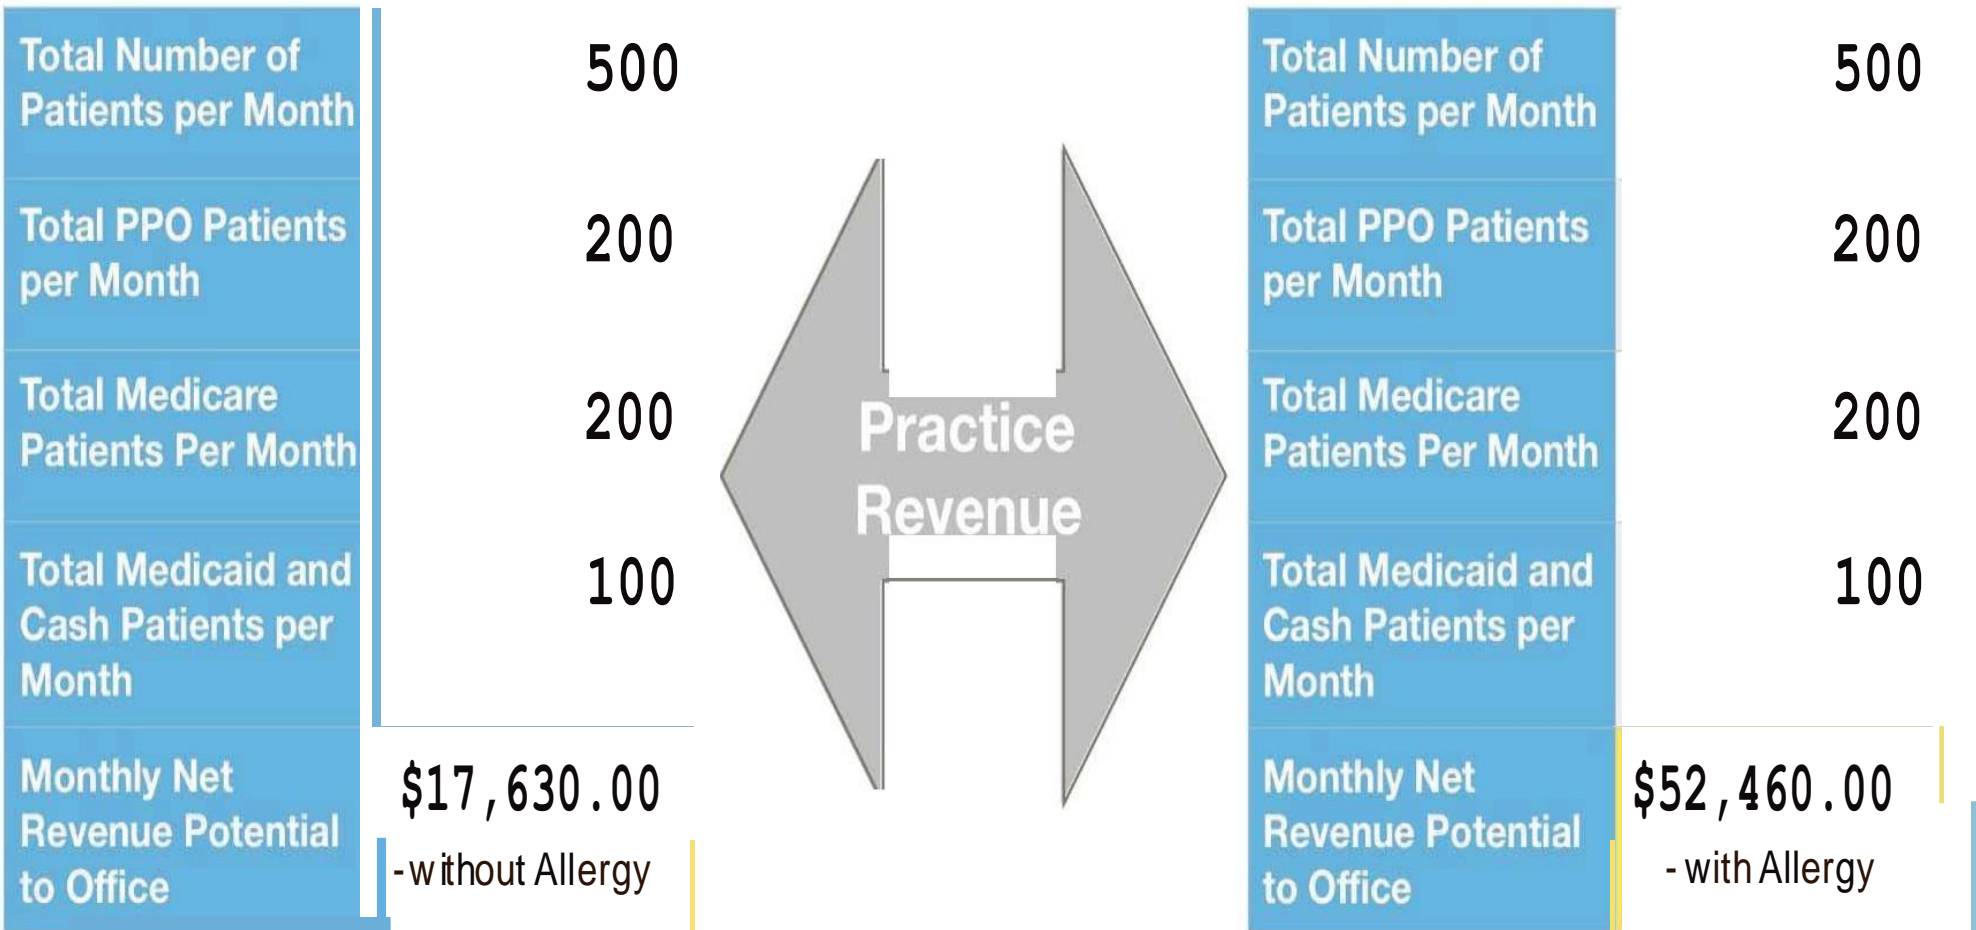 Total Number of
Patients per Month
500
Total PPO Patients
per Month
200
Total Medicare
Patients Per Month
200
Total Medicaid and
Cash Patients per
Month
100
Monthly Net
Revenue Potential
to Office
$17,630.00
- without Allergy
Practice
Revenue
Total Number of
Patients per Month
500
Total PPO Patients
per Month
200
Total Medicare
Patients Per Month
200
Total Medicaid and
Cash Patients per
Month
100
Monthly Net
Revenue Potential
to Office
$52,460.00
- with Allergy